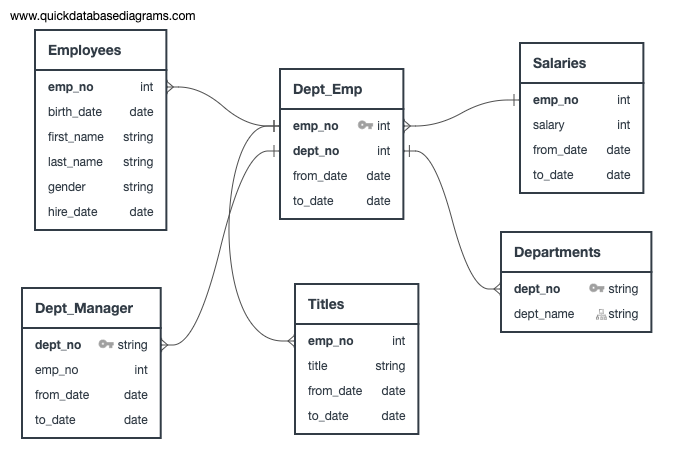 www.quickdatabasediagrams.com
Employees
emp_no int
birth_date date
first_name string
last_name string
gender string
hire_date date
Dept_Emp
emp_no int
dept_no int
from_date date
to_date date
Salaries
emp_no int
salary int
from_date date
to_date date
Departments
dept_no string
dept_name string
Dept_Manager
dept_no string
emp_no int
from_date date
to_date date
Titles
emp_no int
title string
from_date date
to_date date